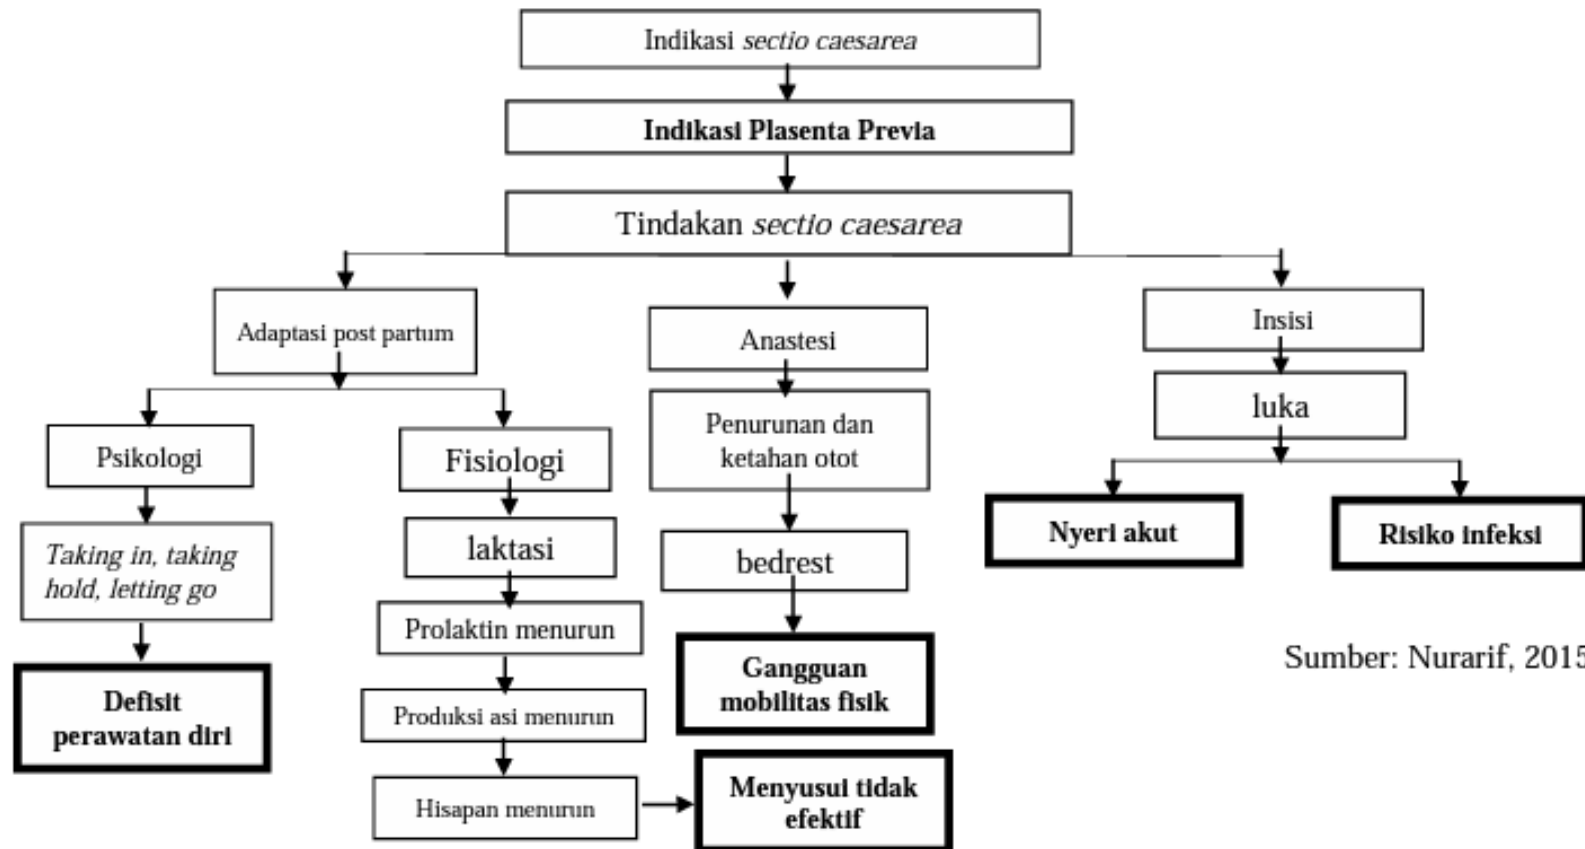 Indikasi sectio caesarea
Indikasi Plasenta Previa
Tindakan sectio caesarea
Adaptasi post partum
Anastesi
Insisi
Psikologi
Fisiologi
Penurunan dan
ketahan otot
luka
Taking in, taking
hold, letting go
laktasi
bedrest
Nyeri akut
Risiko infeksi
Defisit
perawatan diri
Prolaktin menurun
Gangguan
mobilitas fisik
Sumber: Nurarif, 2015
Produksi asi menurun
Hisapan menurun
Menyusui tidak
efektif